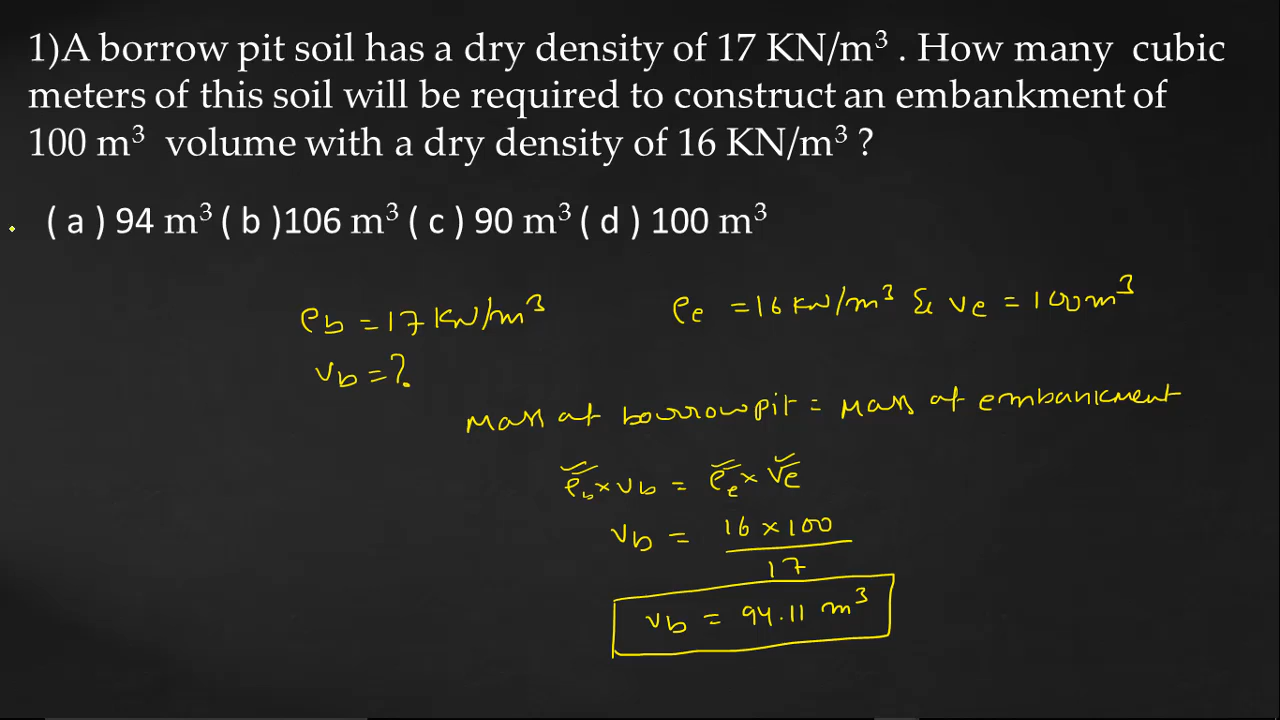 1)A borrow pit soil has a dry density of 17 KN/m³ . How many cubic
meters of this soil will be required to construct an embankment of
100 m³ volume with a dry density of 16 KN/m³ ?
( a ) 94 m³ ( b )106 m³ ( c ) 90 m³ ( d ) 100 m³
ρb = 17 KN/m³
ρe = 16 KN/m³ & Ve = 100m³
Vb = ?
Mass at borrowpit = Mass at embankment
ρb × Vb = ρe × Ve
Vb = 16 × 100
17
Vb = 94.11 m³